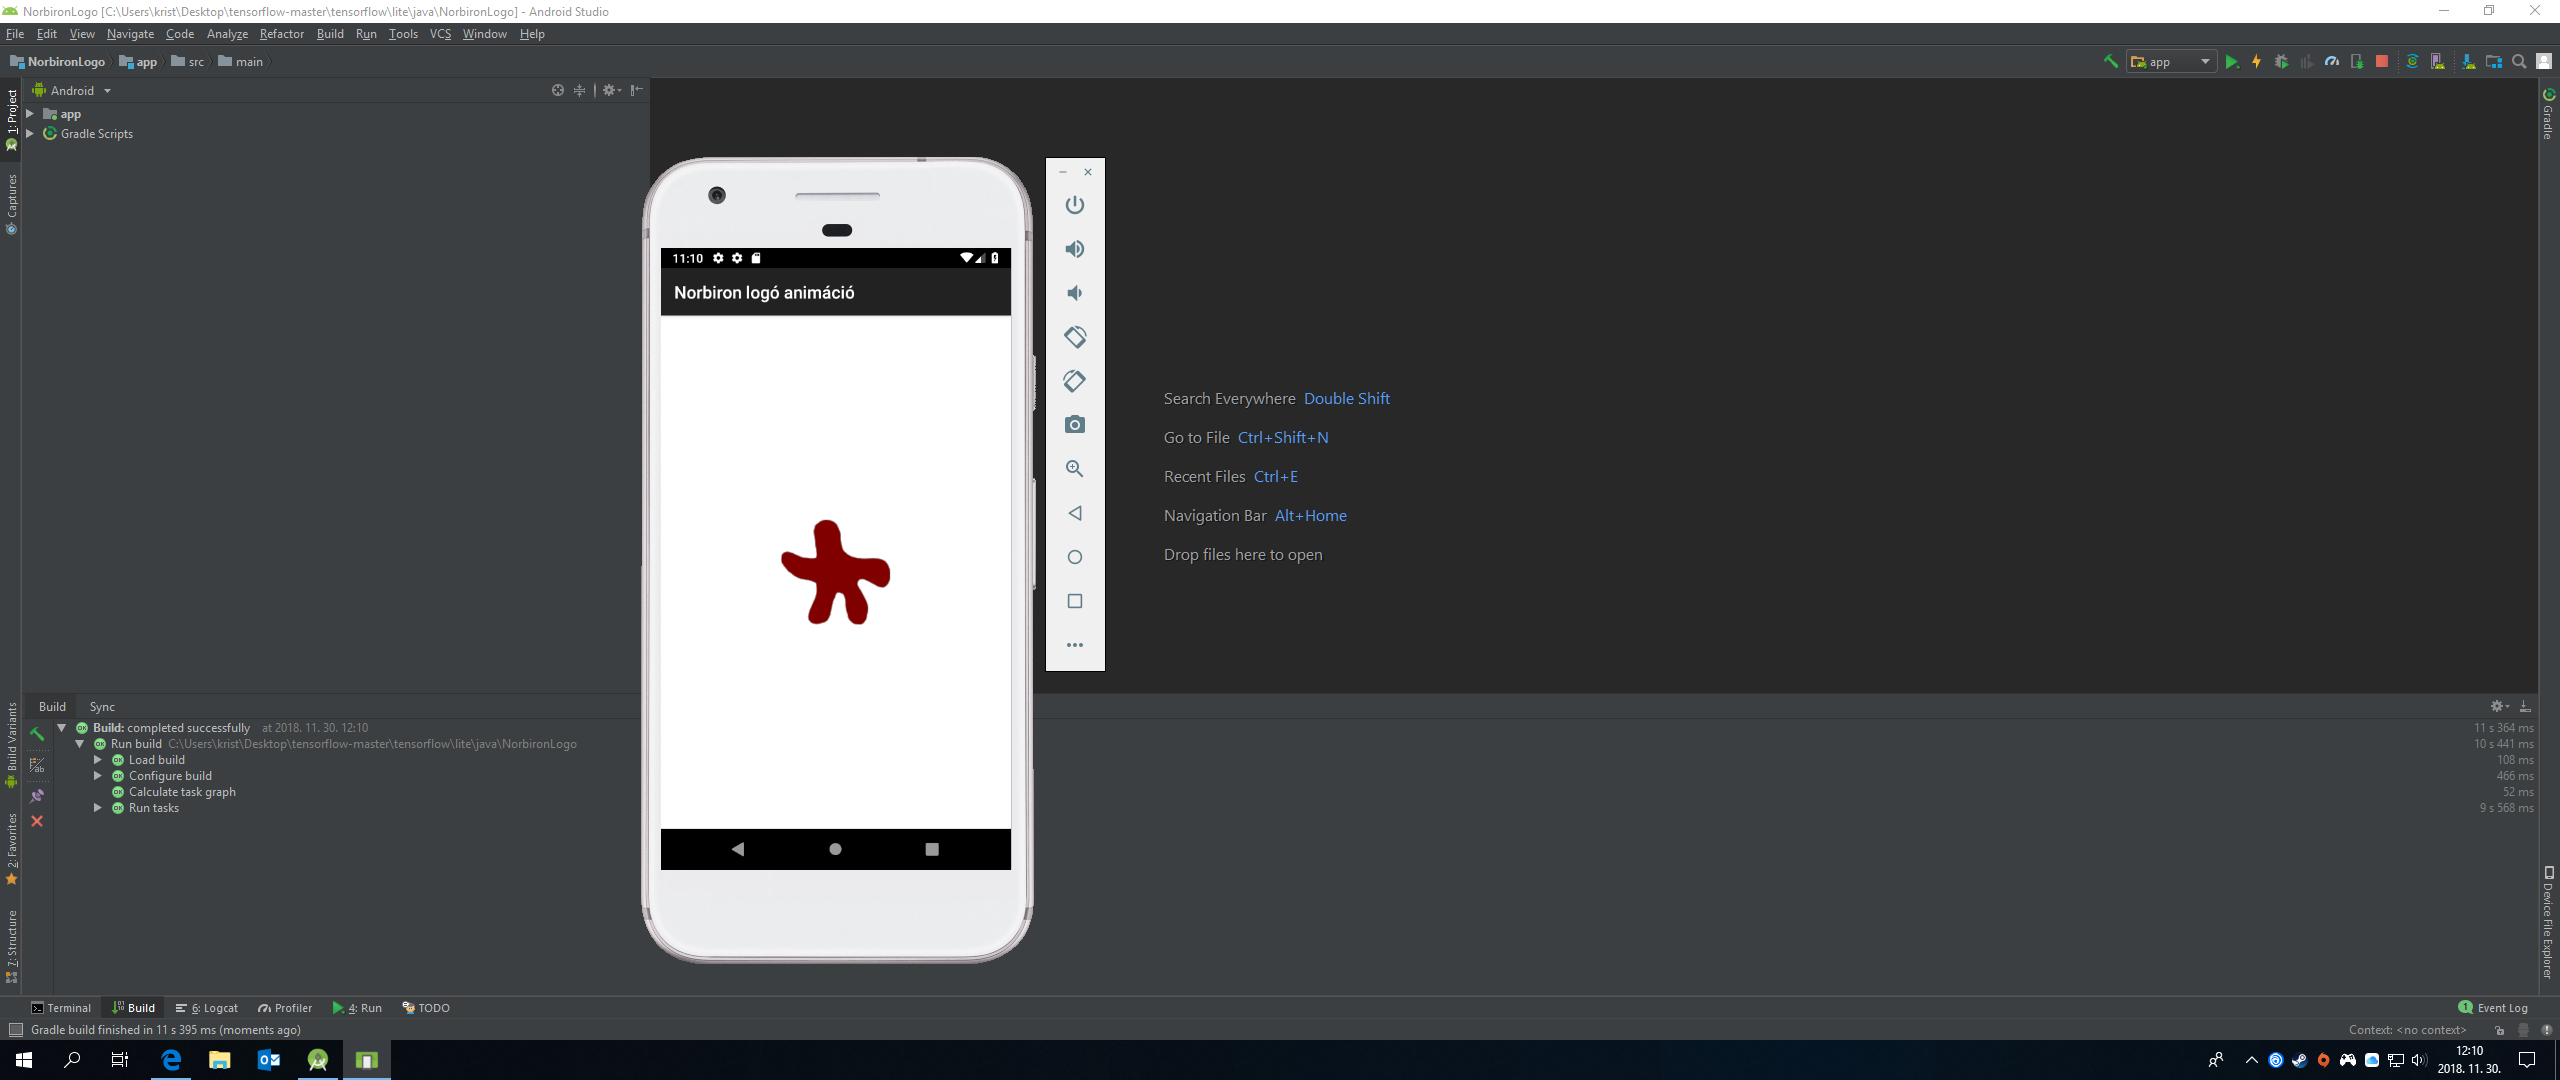 NorbironLogo [C:\Users\krist\Desktop\tensorflow-master\tensorflow\lite\java\NorbironLogo] - Android Studio
File Edit View Navigate Code Analyze Refactor Build Run Tools VCS Window Help
NorbironLogo app src main app
Android
app
Gradle Scripts
1: Project
Captures
Build Variants
2: Favorites
7: Structure
Gradle
Device File Explorer
11:10
Norbiron logó animáció
Search Everywhere Double Shift
Go to File Ctrl+Shift+N
Recent Files Ctrl+E
Navigation Bar Alt+Home
Drop files here to open
Build Sync
Build: completed successfully at 2018. 11. 30. 12:10 11 s 364 ms
Run build C:\Users\krist\Desktop\tensorflow-master\tensorflow\lite\java\NorbironLogo 10 s 441 ms
Load build 108 ms
Configure build 466 ms
Calculate task graph 52 ms
Run tasks 9 s 568 ms
Terminal Build 6: Logcat Profiler 4: Run TODO 1 Event Log
Gradle build finished in 11 s 395 ms (moments ago) Context: <no context>
12:10
2018. 11. 30.